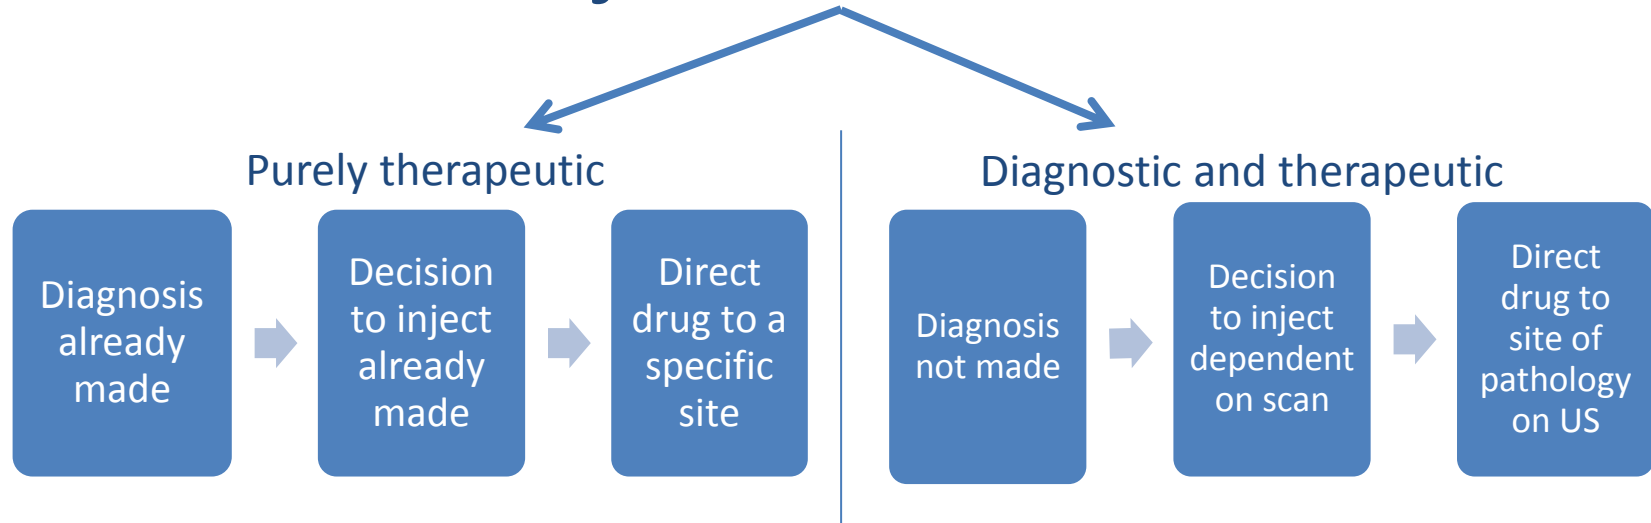 Purely therapeutic
Diagnostic and therapeutic
Diagnosis
already
made
Decision
to inject
already
made
Direct
drug to a
specific
site
Diagnosis
not made
Decision
to inject
dependent
on scan
Direct
drug to
site of
pathology
on US